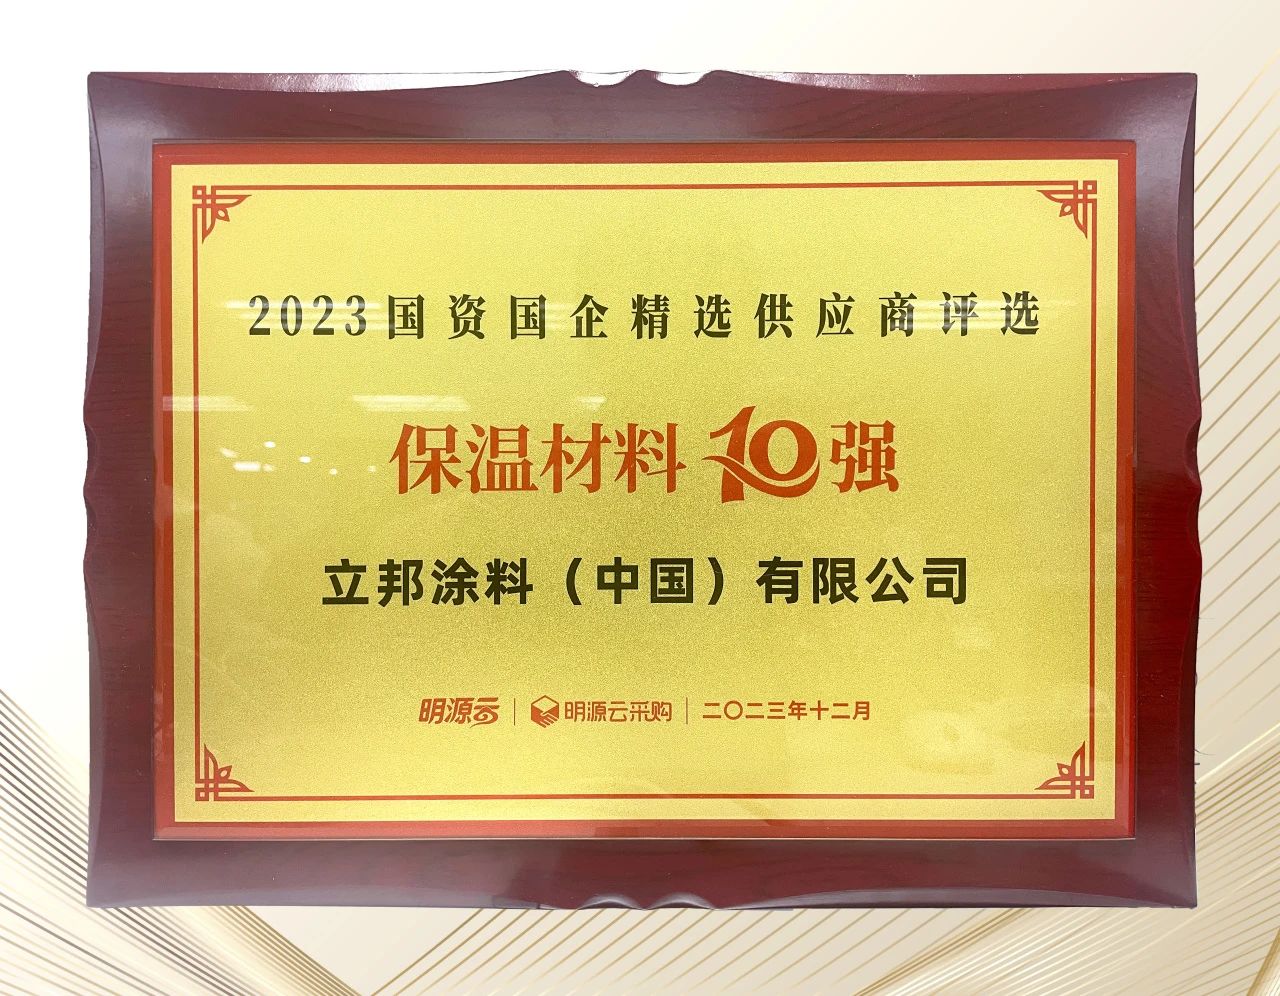 2023国资国企精选供应商评选
保温材料10强
立邦涂料（中国）有限公司
明源云 | 明源云采购 | 二〇二三年十二月